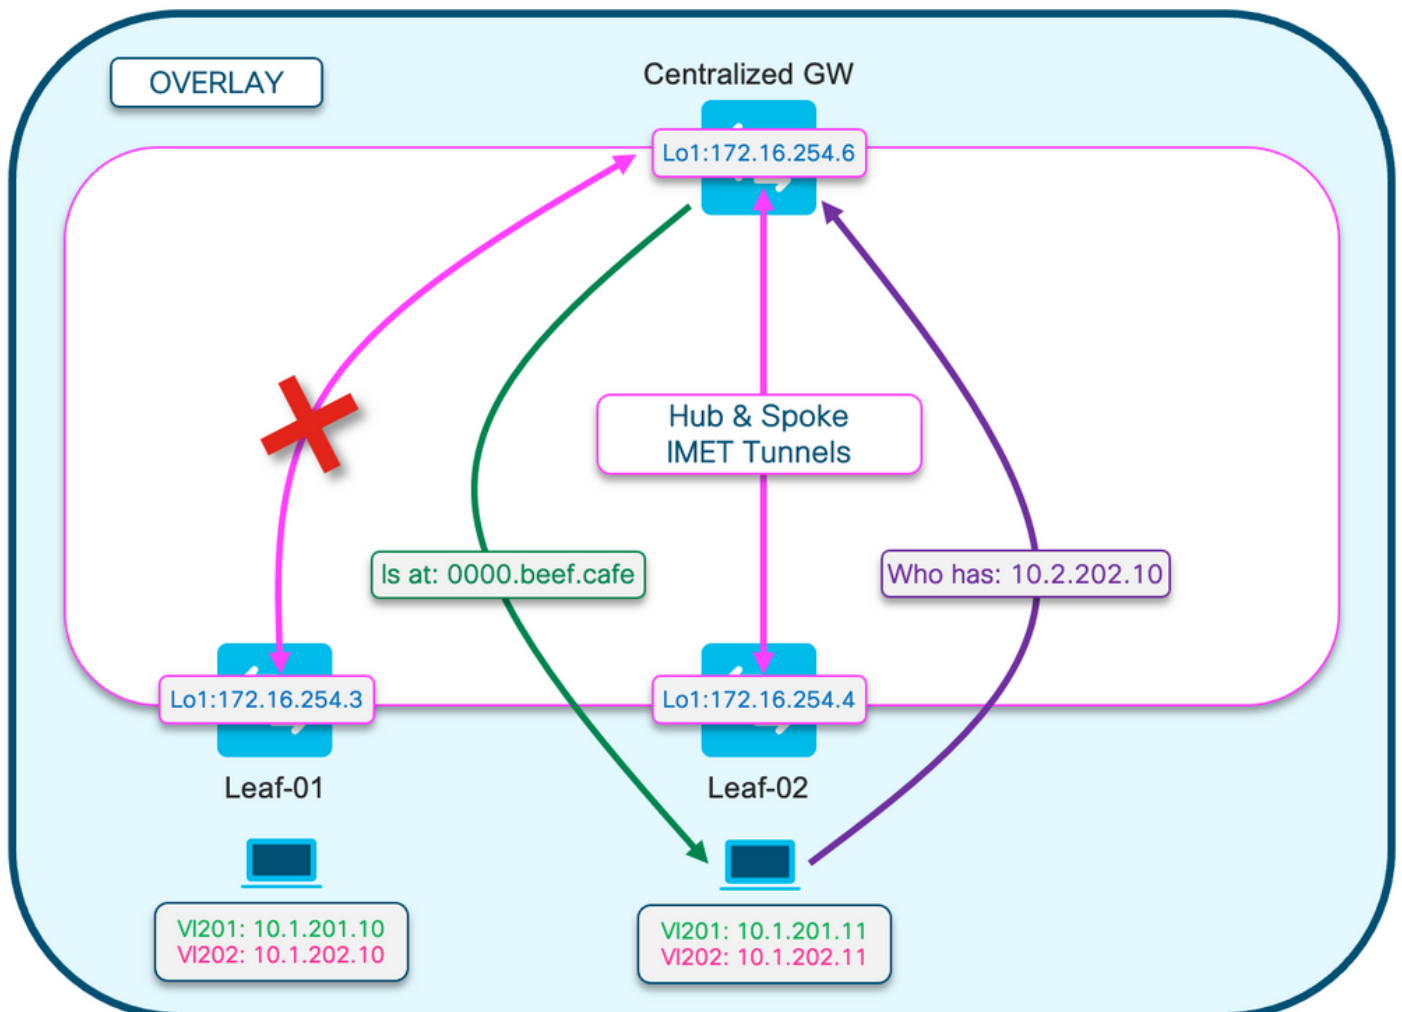 OVERLAY
Centralized GW
Lo1:172.16.254.6
Hub & Spoke
IMET Tunnels
Is at: 0000.beef.cafe
Who has: 10.2.202.10
Lo1:172.16.254.3
Lo1:172.16.254.4
Leaf-01
Leaf-02
Vl201: 10.1.201.10
Vl202: 10.1.202.10
Vl201: 10.1.201.11
Vl202: 10.1.202.11